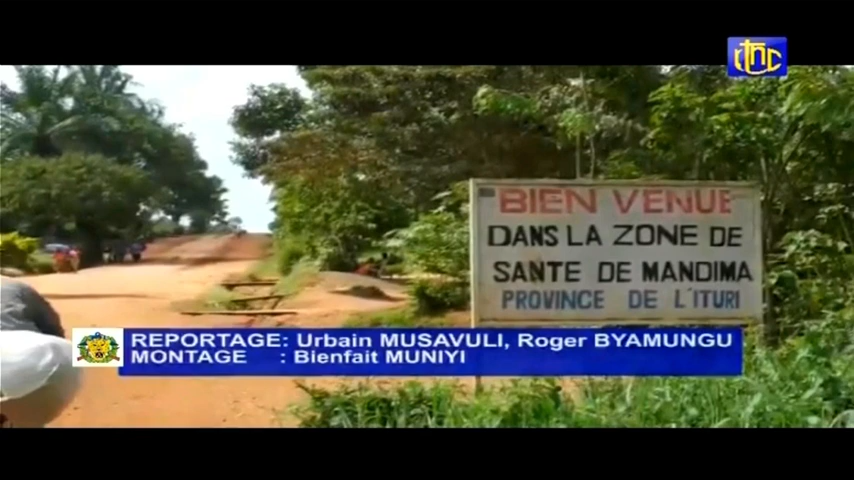 rtnc
BIEN VENUE
DANS LA ZONE DE
SANTE DE MANDIMA
PROVINCE DE L'ITURI
REPORTAGE: Urbain MUSAVULI, Roger BYAMUNGU
MONTAGE : Bienfait MUNIYI